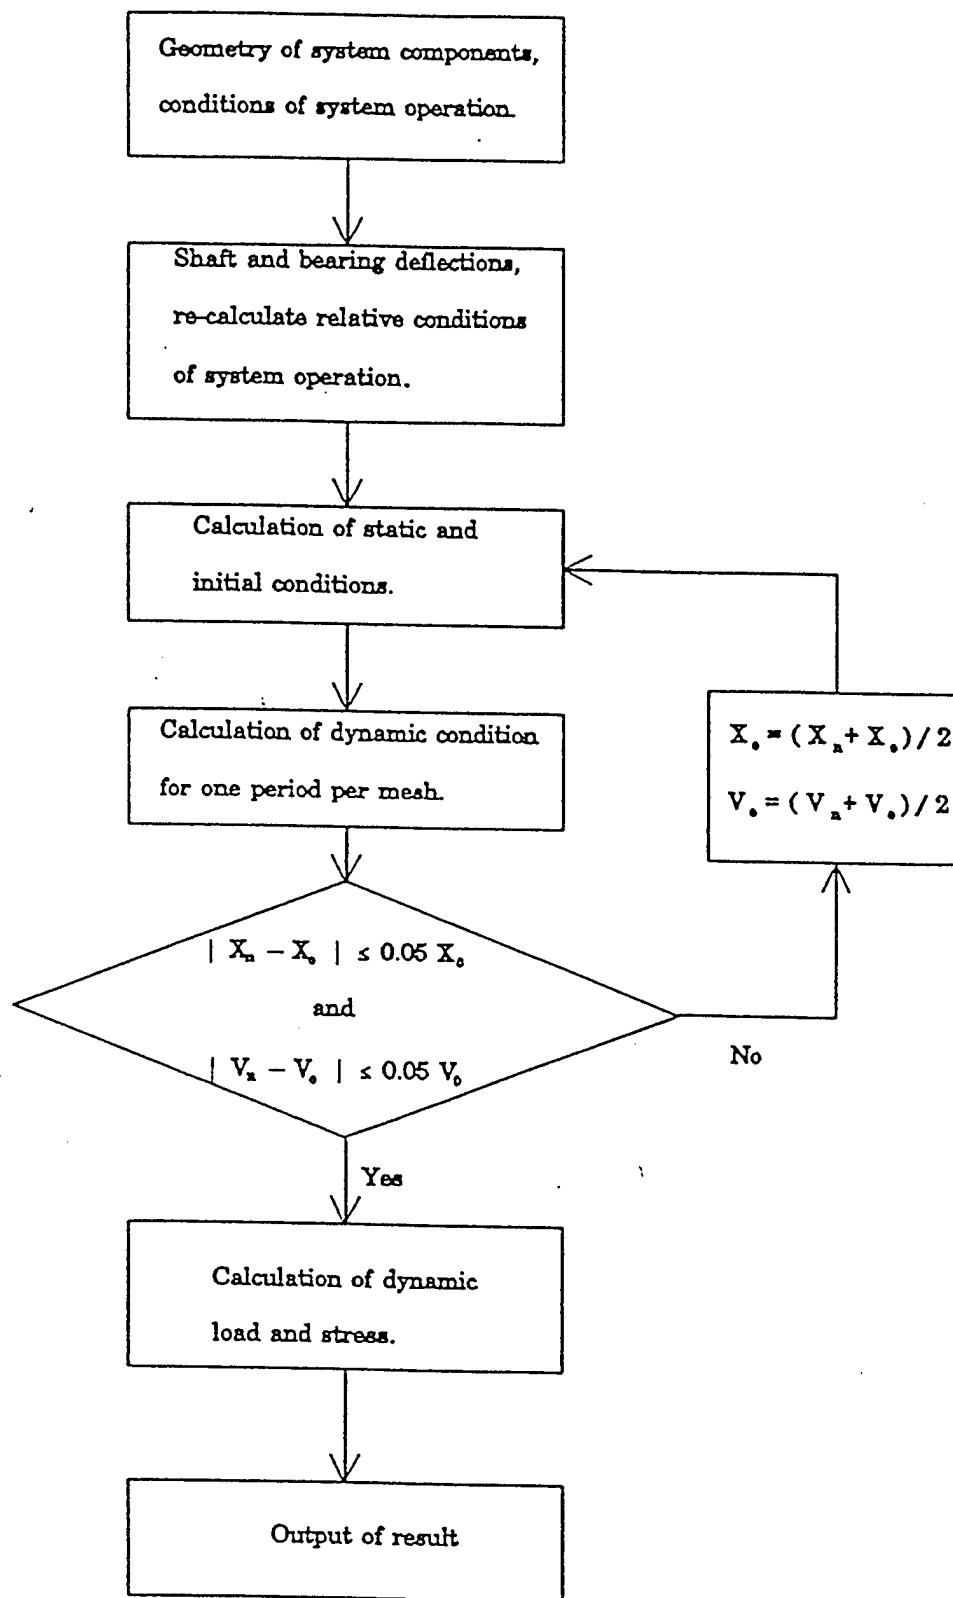 Geometry of system components,
conditions of system operation.
Shaft and bearing deflections,
re-calculate relative conditions
of system operation.
Calculation of static and
initial conditions.
Calculation of dynamic condition
for one period per mesh.
X₀ = (Xₙ + X₀) / 2
V₀ = (Vₙ + V₀) / 2
| Xₙ − X₀ | ≤ 0.05 X₀
and
| Vₙ − V₀ | ≤ 0.05 V₀
No
Yes
Calculation of dynamic
load and stress.
Output of result